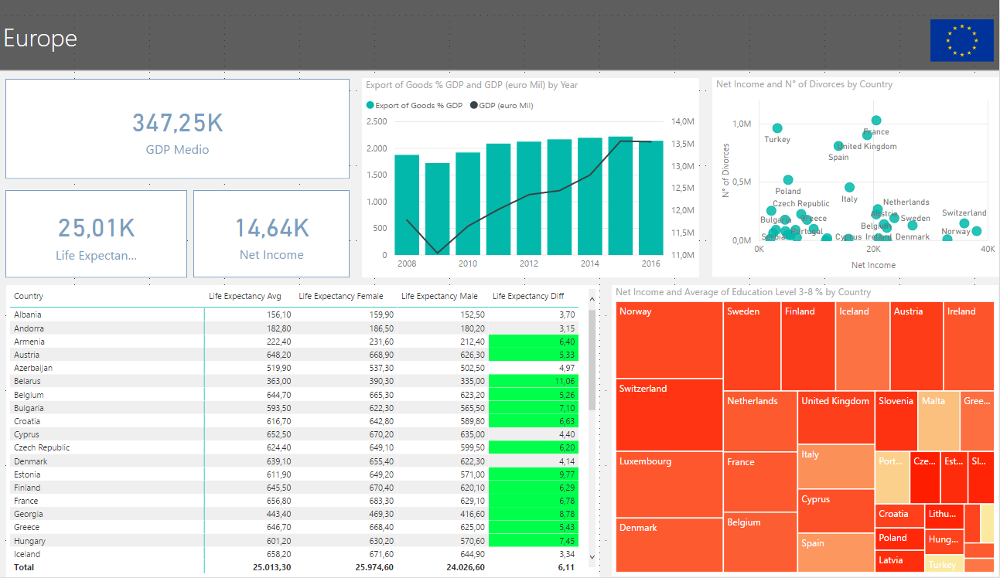 Europe
347,25K
GDP Medio
25,01K
Life Expectan...
14,64K
Net Income
Export of Goods % GDP and GDP (euro Mil) by Year
Export of Goods % GDP GDP (euro Mil)
2.500
2.000
1.500
1.000
500
0
14,0M
13,5M
13,0M
12,5M
12,0M
11,5M
11,0M
2008 2010 2012 2014 2016
Net Income and N° of Divorces by Country
N° of Divorces
1,0M
0,5M
0,0M
Turkey
France
United Kingdom
Spain
Poland
Italy
Czech Republic
Netherlands
Bulgaria
Greece
Austria
Sweden
Switzerland
Serbia
Portugal
Belgium
Norway
Cyprus Ireland Denmark
0K 20K 40K
Net Income
Country Life Expectancy Avg Life Expectancy Female Life Expectancy Male Life Expectancy Diff
Albania 156,10 159,90 152,50 3,70
Andorra 182,80 186,50 180,20 3,15
Armenia 222,40 231,60 212,40 6,40
Austria 648,20 668,90 626,30 5,33
Azerbaijan 519,90 537,30 502,50 4,97
Belarus 363,00 390,30 335,00 11,06
Belgium 644,70 665,30 623,20 5,26
Bulgaria 593,50 622,30 565,50 7,10
Croatia 616,70 642,80 589,80 6,63
Cyprus 652,50 670,20 635,00 4,40
Czech Republic 624,40 649,10 599,50 6,20
Denmark 639,10 655,40 622,30 4,14
Estonia 611,90 649,20 571,00 9,77
Finland 645,50 670,40 620,10 6,29
France 656,80 683,30 629,10 6,78
Georgia 443,40 469,30 416,60 8,78
Greece 646,70 668,40 625,00 5,43
Hungary 601,20 630,20 570,60 7,45
Iceland 658,20 671,60 644,90 3,34
Total 25.013,30 25.974,60 24.026,60 6,11
Net Income and Average of Education Level 3-8 % by Country
Norway
Switzerland
Luxembourg
Denmark
Sweden
Finland
Iceland
Austria
Ireland
Netherlands
France
Belgium
United Kingdom
Italy
Cyprus
Spain
Slovenia
Malta
Gree...
Port...
Cze...
Est...
Sl...
Croatia
Poland
Latvia
Lithu...
Hung...
Turkey